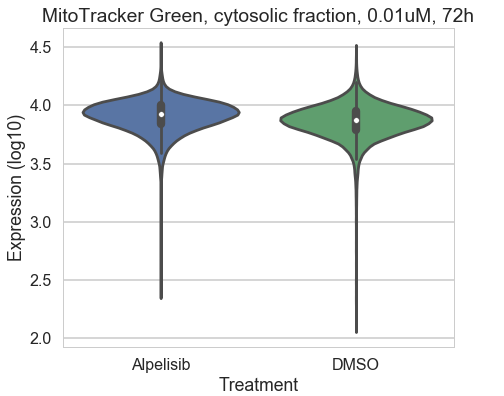 MitoTracker Green, cytosolic fraction, 0.01uM, 72h
4.5
4.0
3.5
3.0
2.5
2.0
Expression (log10)
Alpelisib DMSO
Treatment